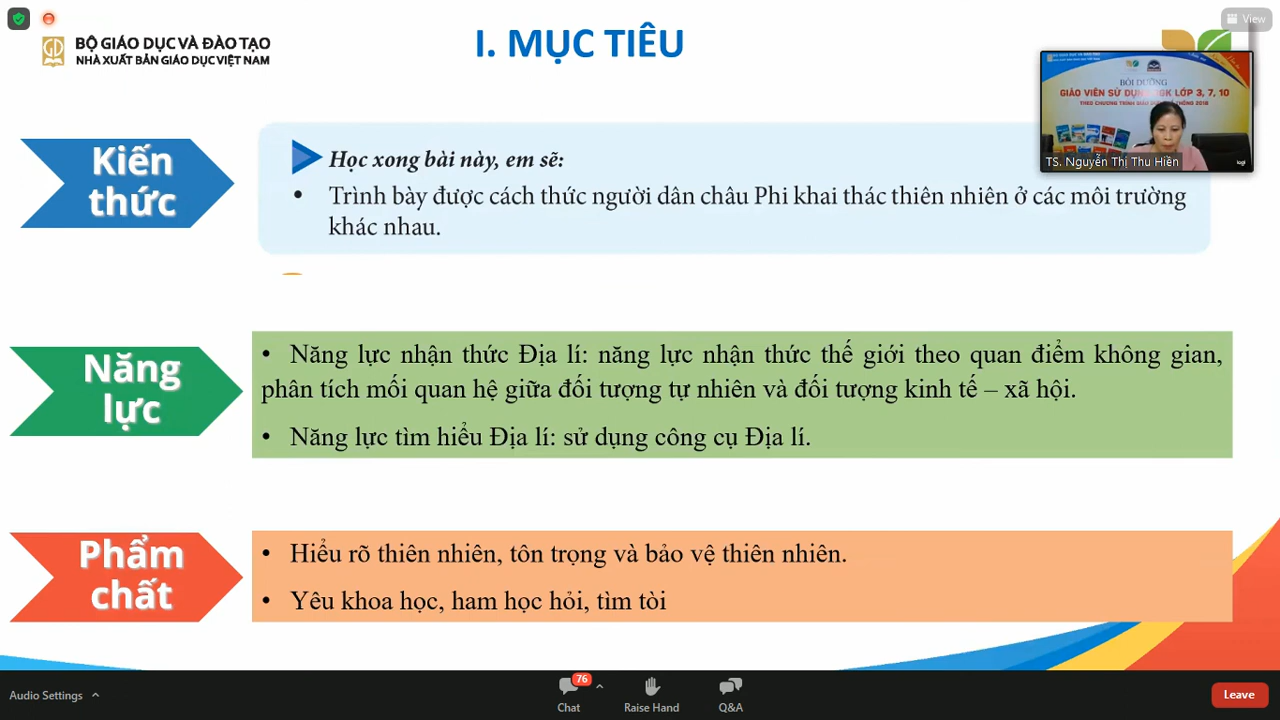 View
BỘ GIÁO DỤC VÀ ĐÀO TẠO
NHÀ XUẤT BẢN GIÁO DỤC VIỆT NAM
I. MỤC TIÊU
BỒI DƯỠNG
GIÁO VIÊN SỬ DỤNG SGK LỚP 3, 7, 10
TS. Nguyễn Thị Thu Hiền
logi
Kiến
thức
Học xong bài này, em sẽ:
• Trình bày được cách thức người dân châu Phi khai thác thiên nhiên ở các môi trường
khác nhau.
Năng
lực
• Năng lực nhận thức Địa lí: năng lực nhận thức thế giới theo quan điểm không gian,
phân tích mối quan hệ giữa đối tượng tự nhiên và đối tượng kinh tế – xã hội.
• Năng lực tìm hiểu Địa lí: sử dụng công cụ Địa lí.
Phẩm
chất
• Hiểu rõ thiên nhiên, tôn trọng và bảo vệ thiên nhiên.
• Yêu khoa học, ham học hỏi, tìm tòi
Audio Settings
76
Chat
Raise Hand
Q&A
Leave